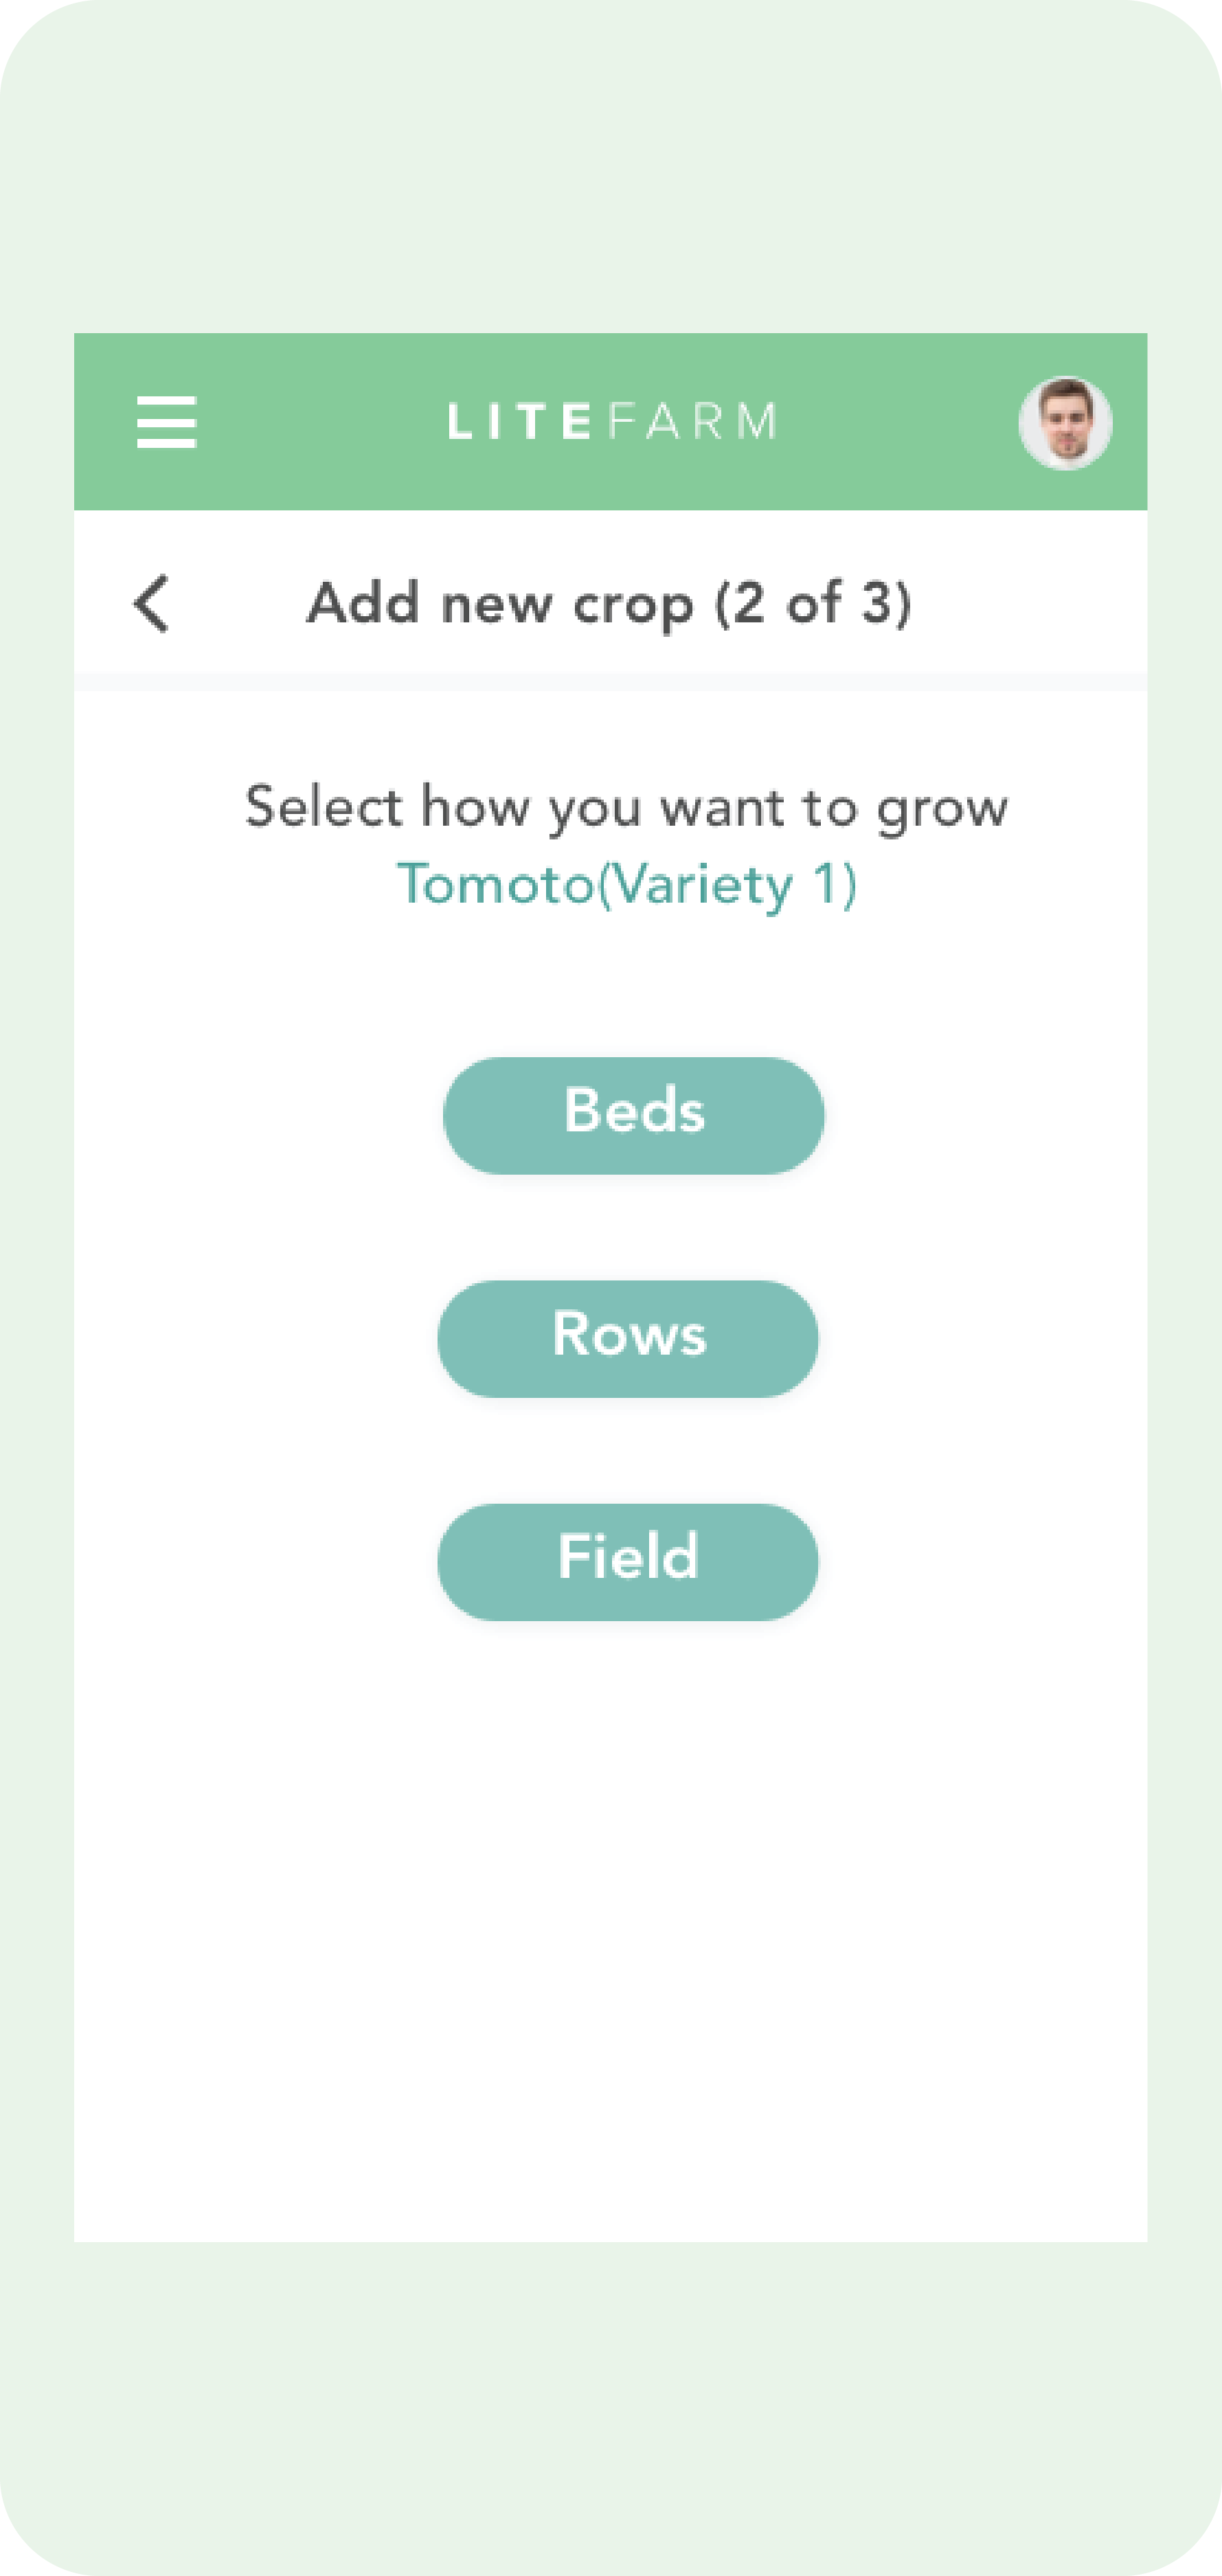 LITEFARM
Add new crop (2 of 3)
Select how you want to grow
Tomoto(Variety 1)
Beds
Rows
Field